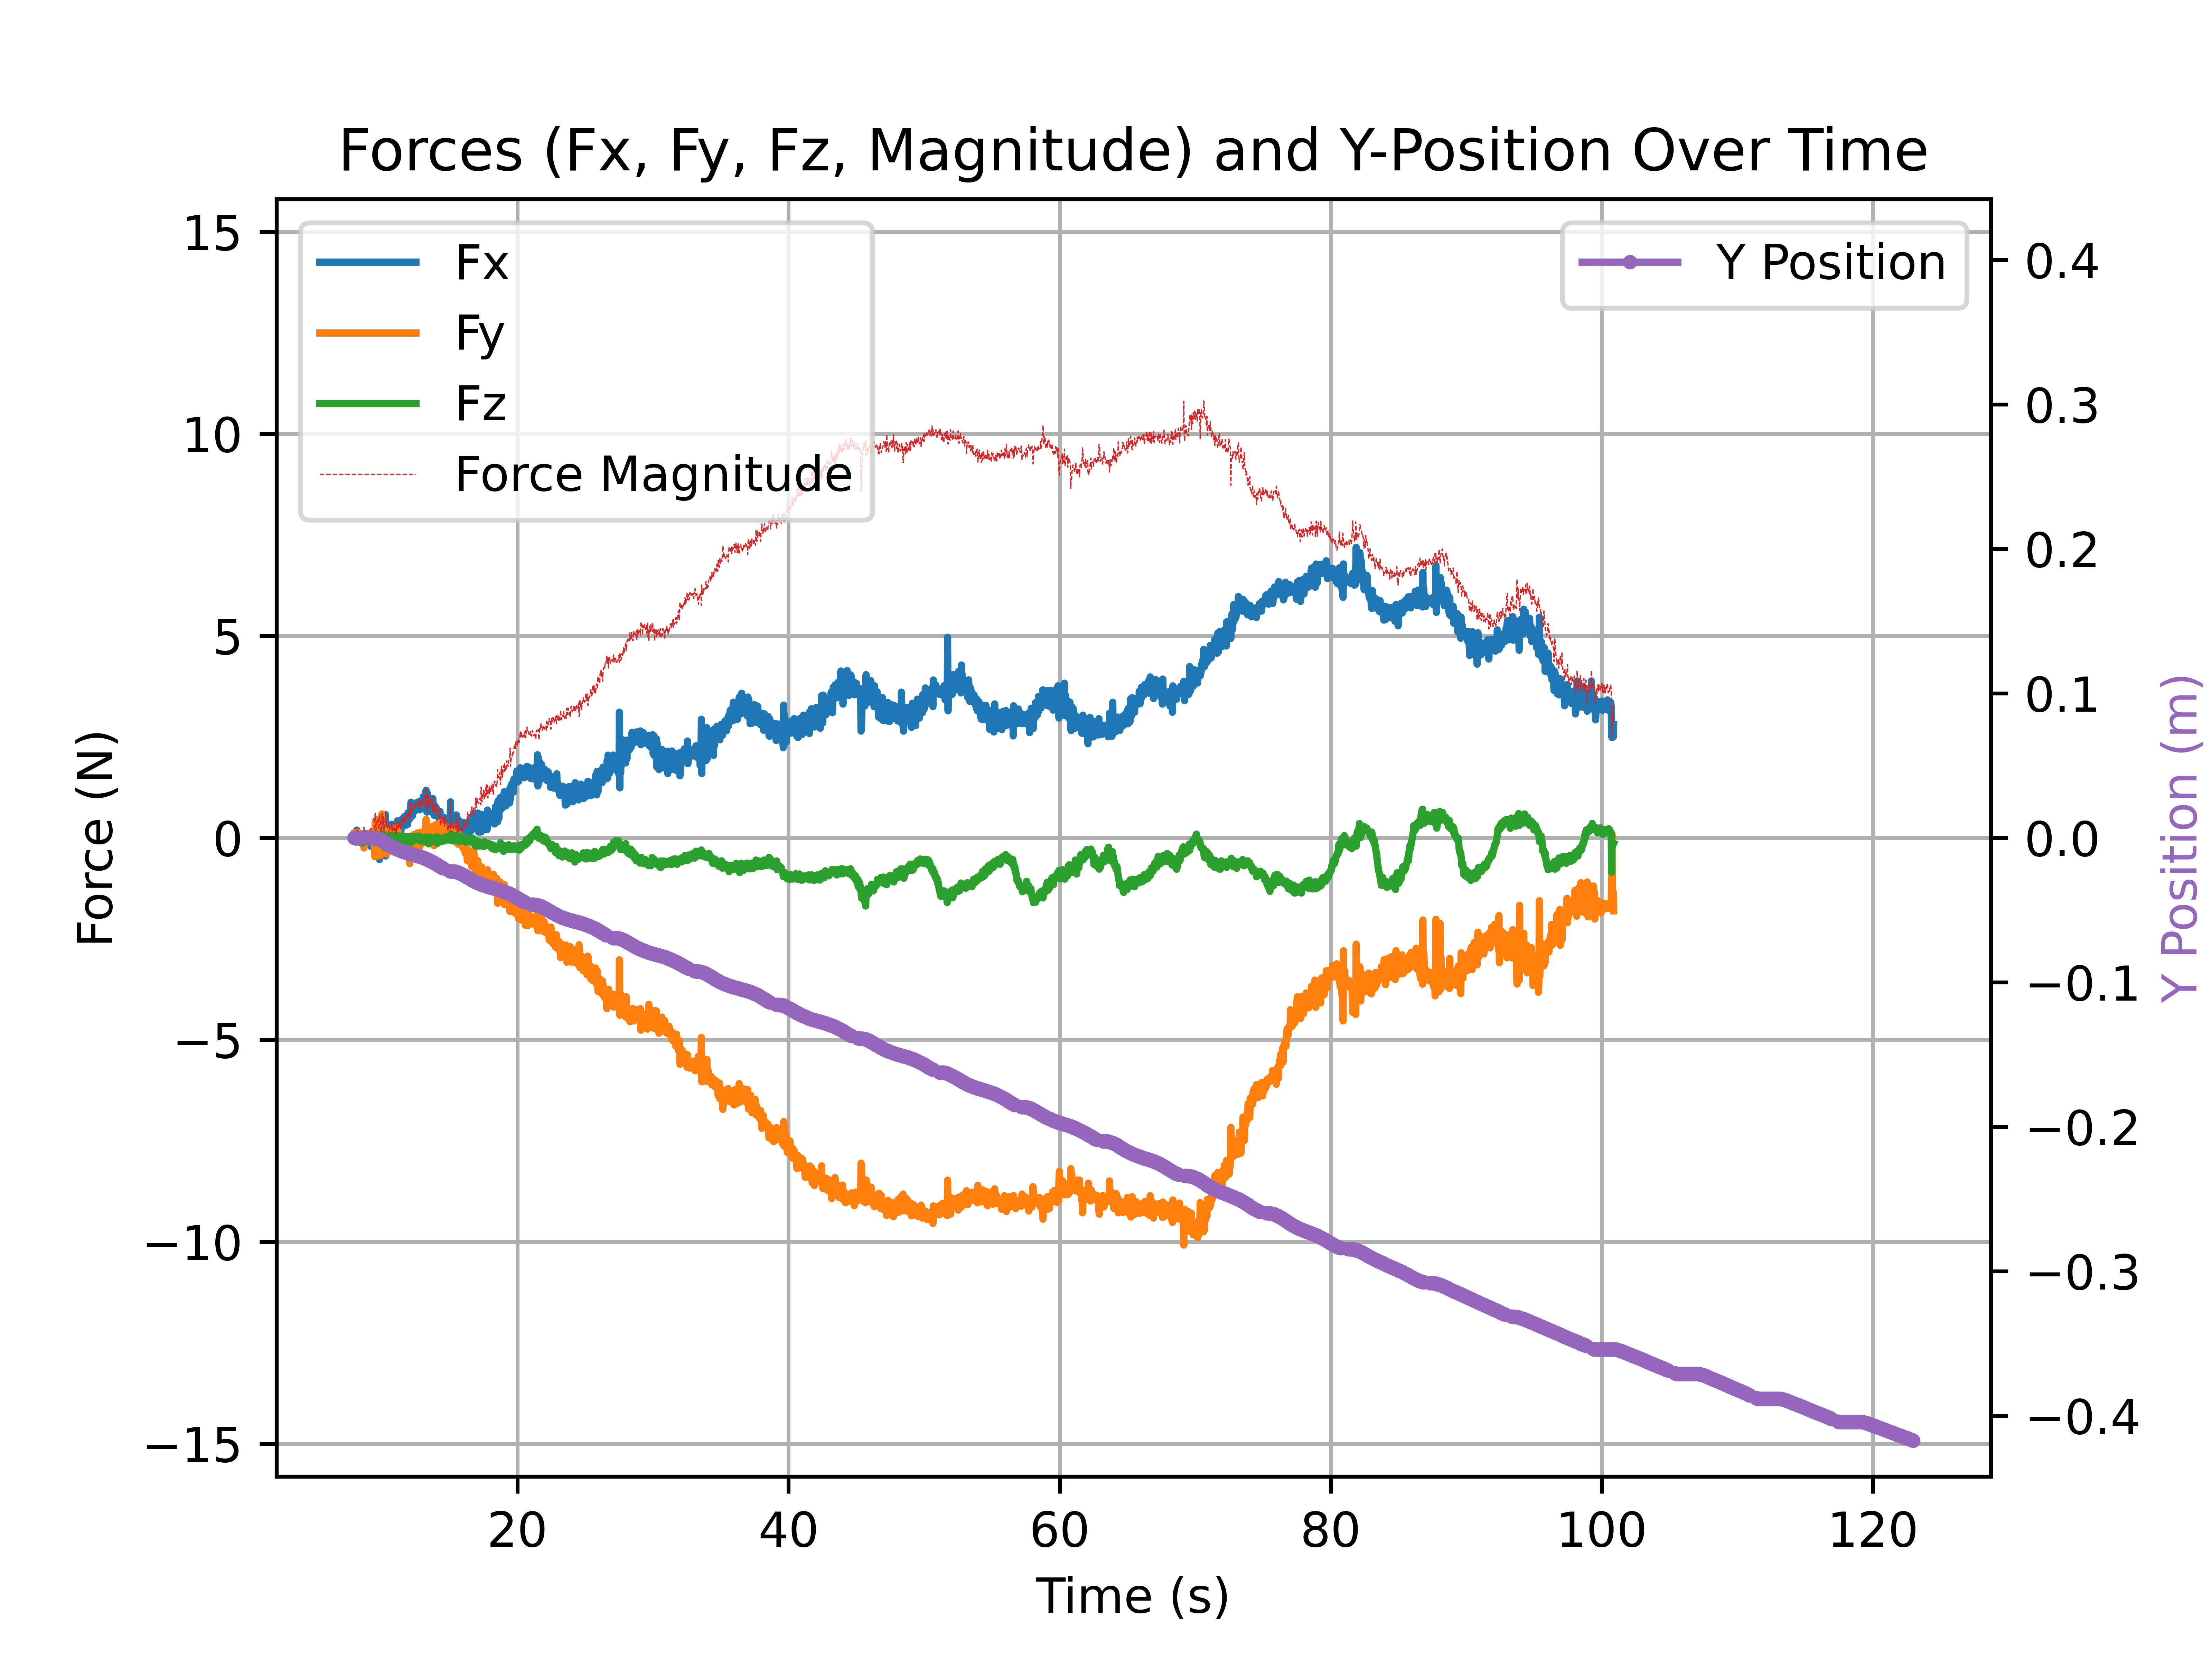 Forces (Fx, Fy, Fz, Magnitude) and Y-Position Over Time
Fx
Fy
Fz
Force Magnitude
Y Position
15
10
5
0
−5
−10
−15
Force (N)
0.4
0.3
0.2
0.1
0.0
−0.1
−0.2
−0.3
−0.4
Y Position (m)
20
40
60
80
100
120
Time (s)